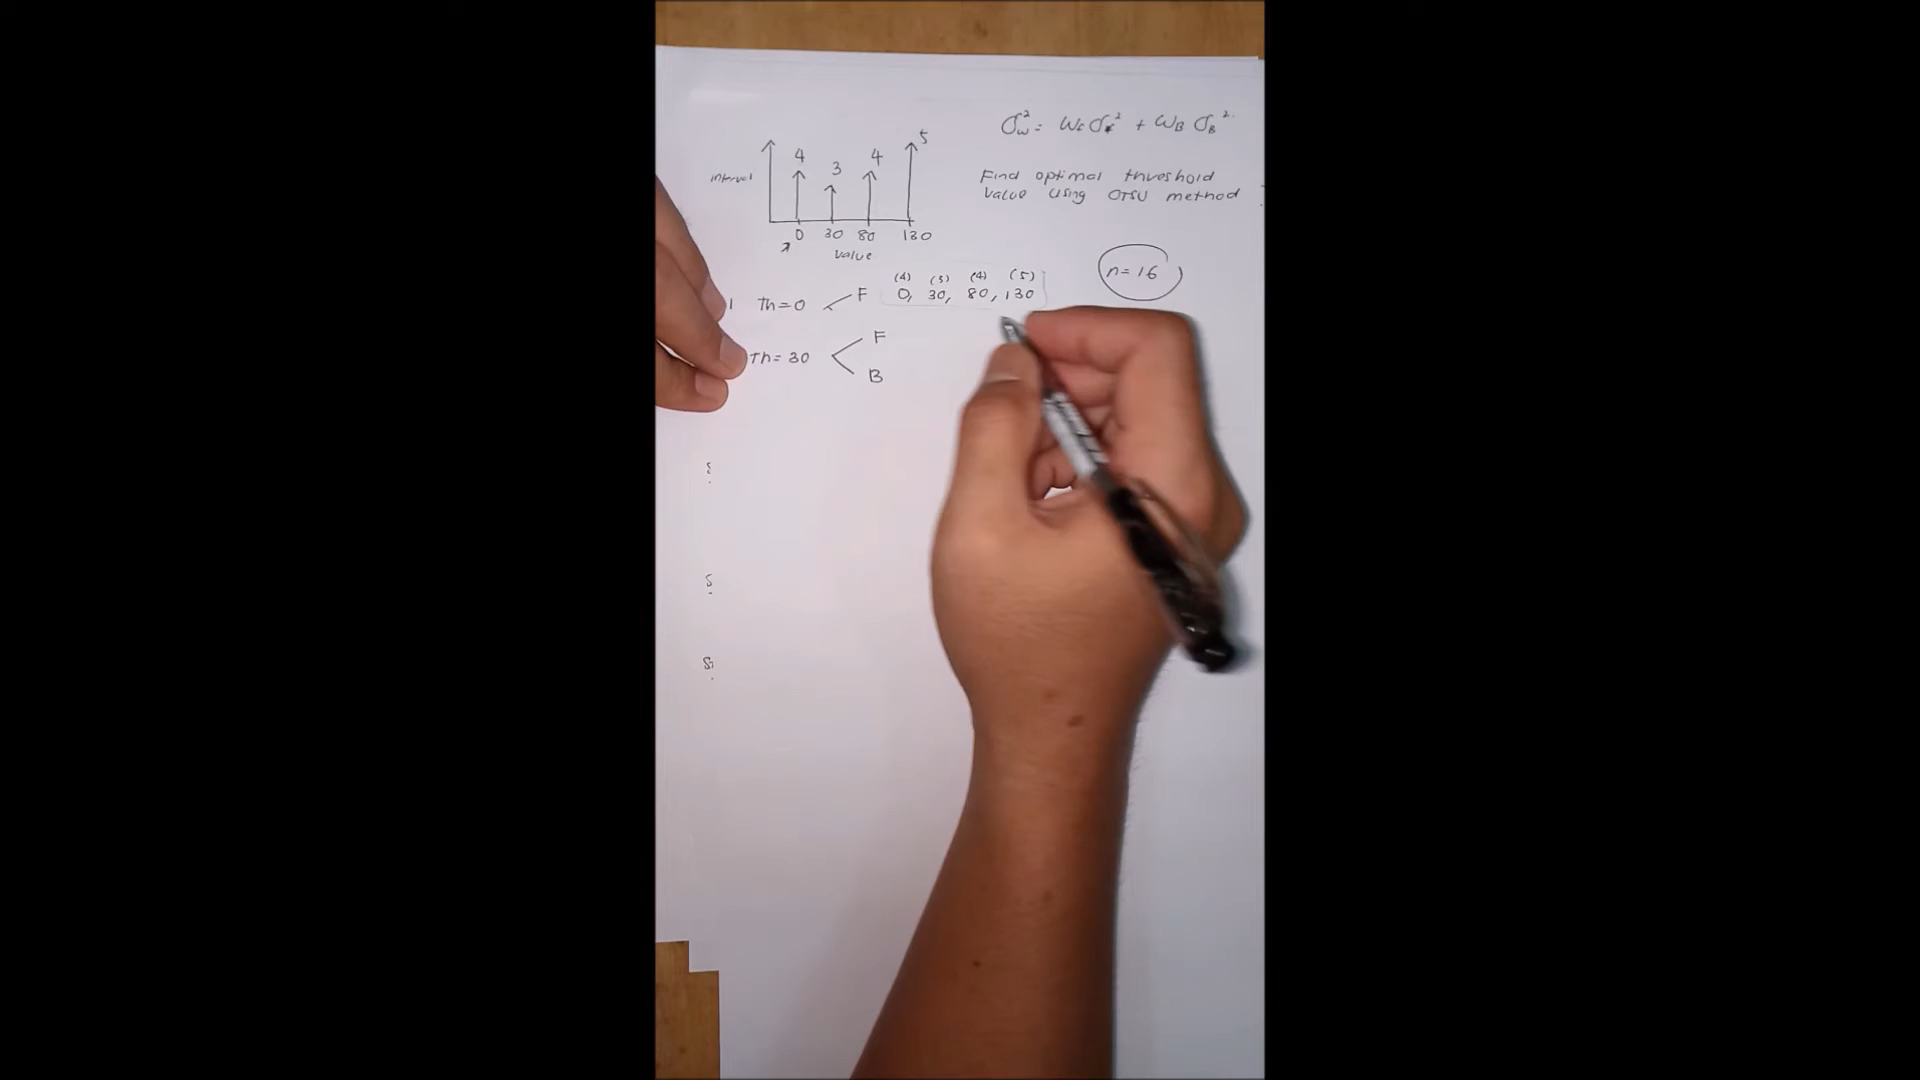 σw² = WF σF² + WB σB²
Find optimal threshold
Value using OTSU method
5
4 3 4
interval
0 30 80 130
value
n=16
(4) (3) (4) (5)
1 Th=0 F 0, 30, 80, 130
Th=30 F
B